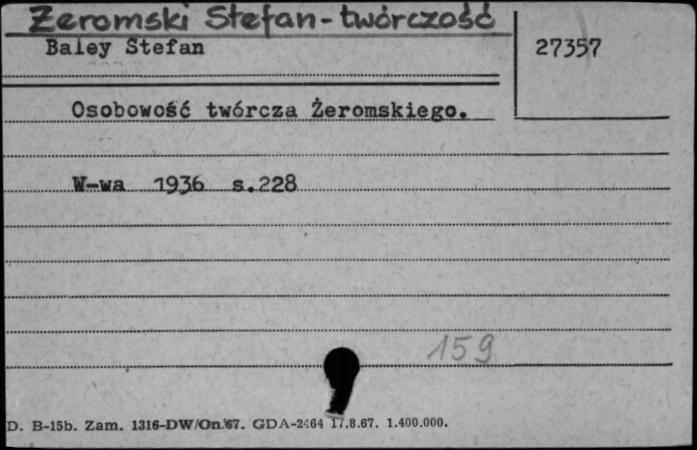 Żeromski Stefan - twórczość
Baley Stefan
27357
Osobowość twórcza Żeromskiego.
W-wa 1936 s.228
159
D. B-15b. Zam. 1316-DW/On/67. GDA-2464 17.8.67. 1.400.000.